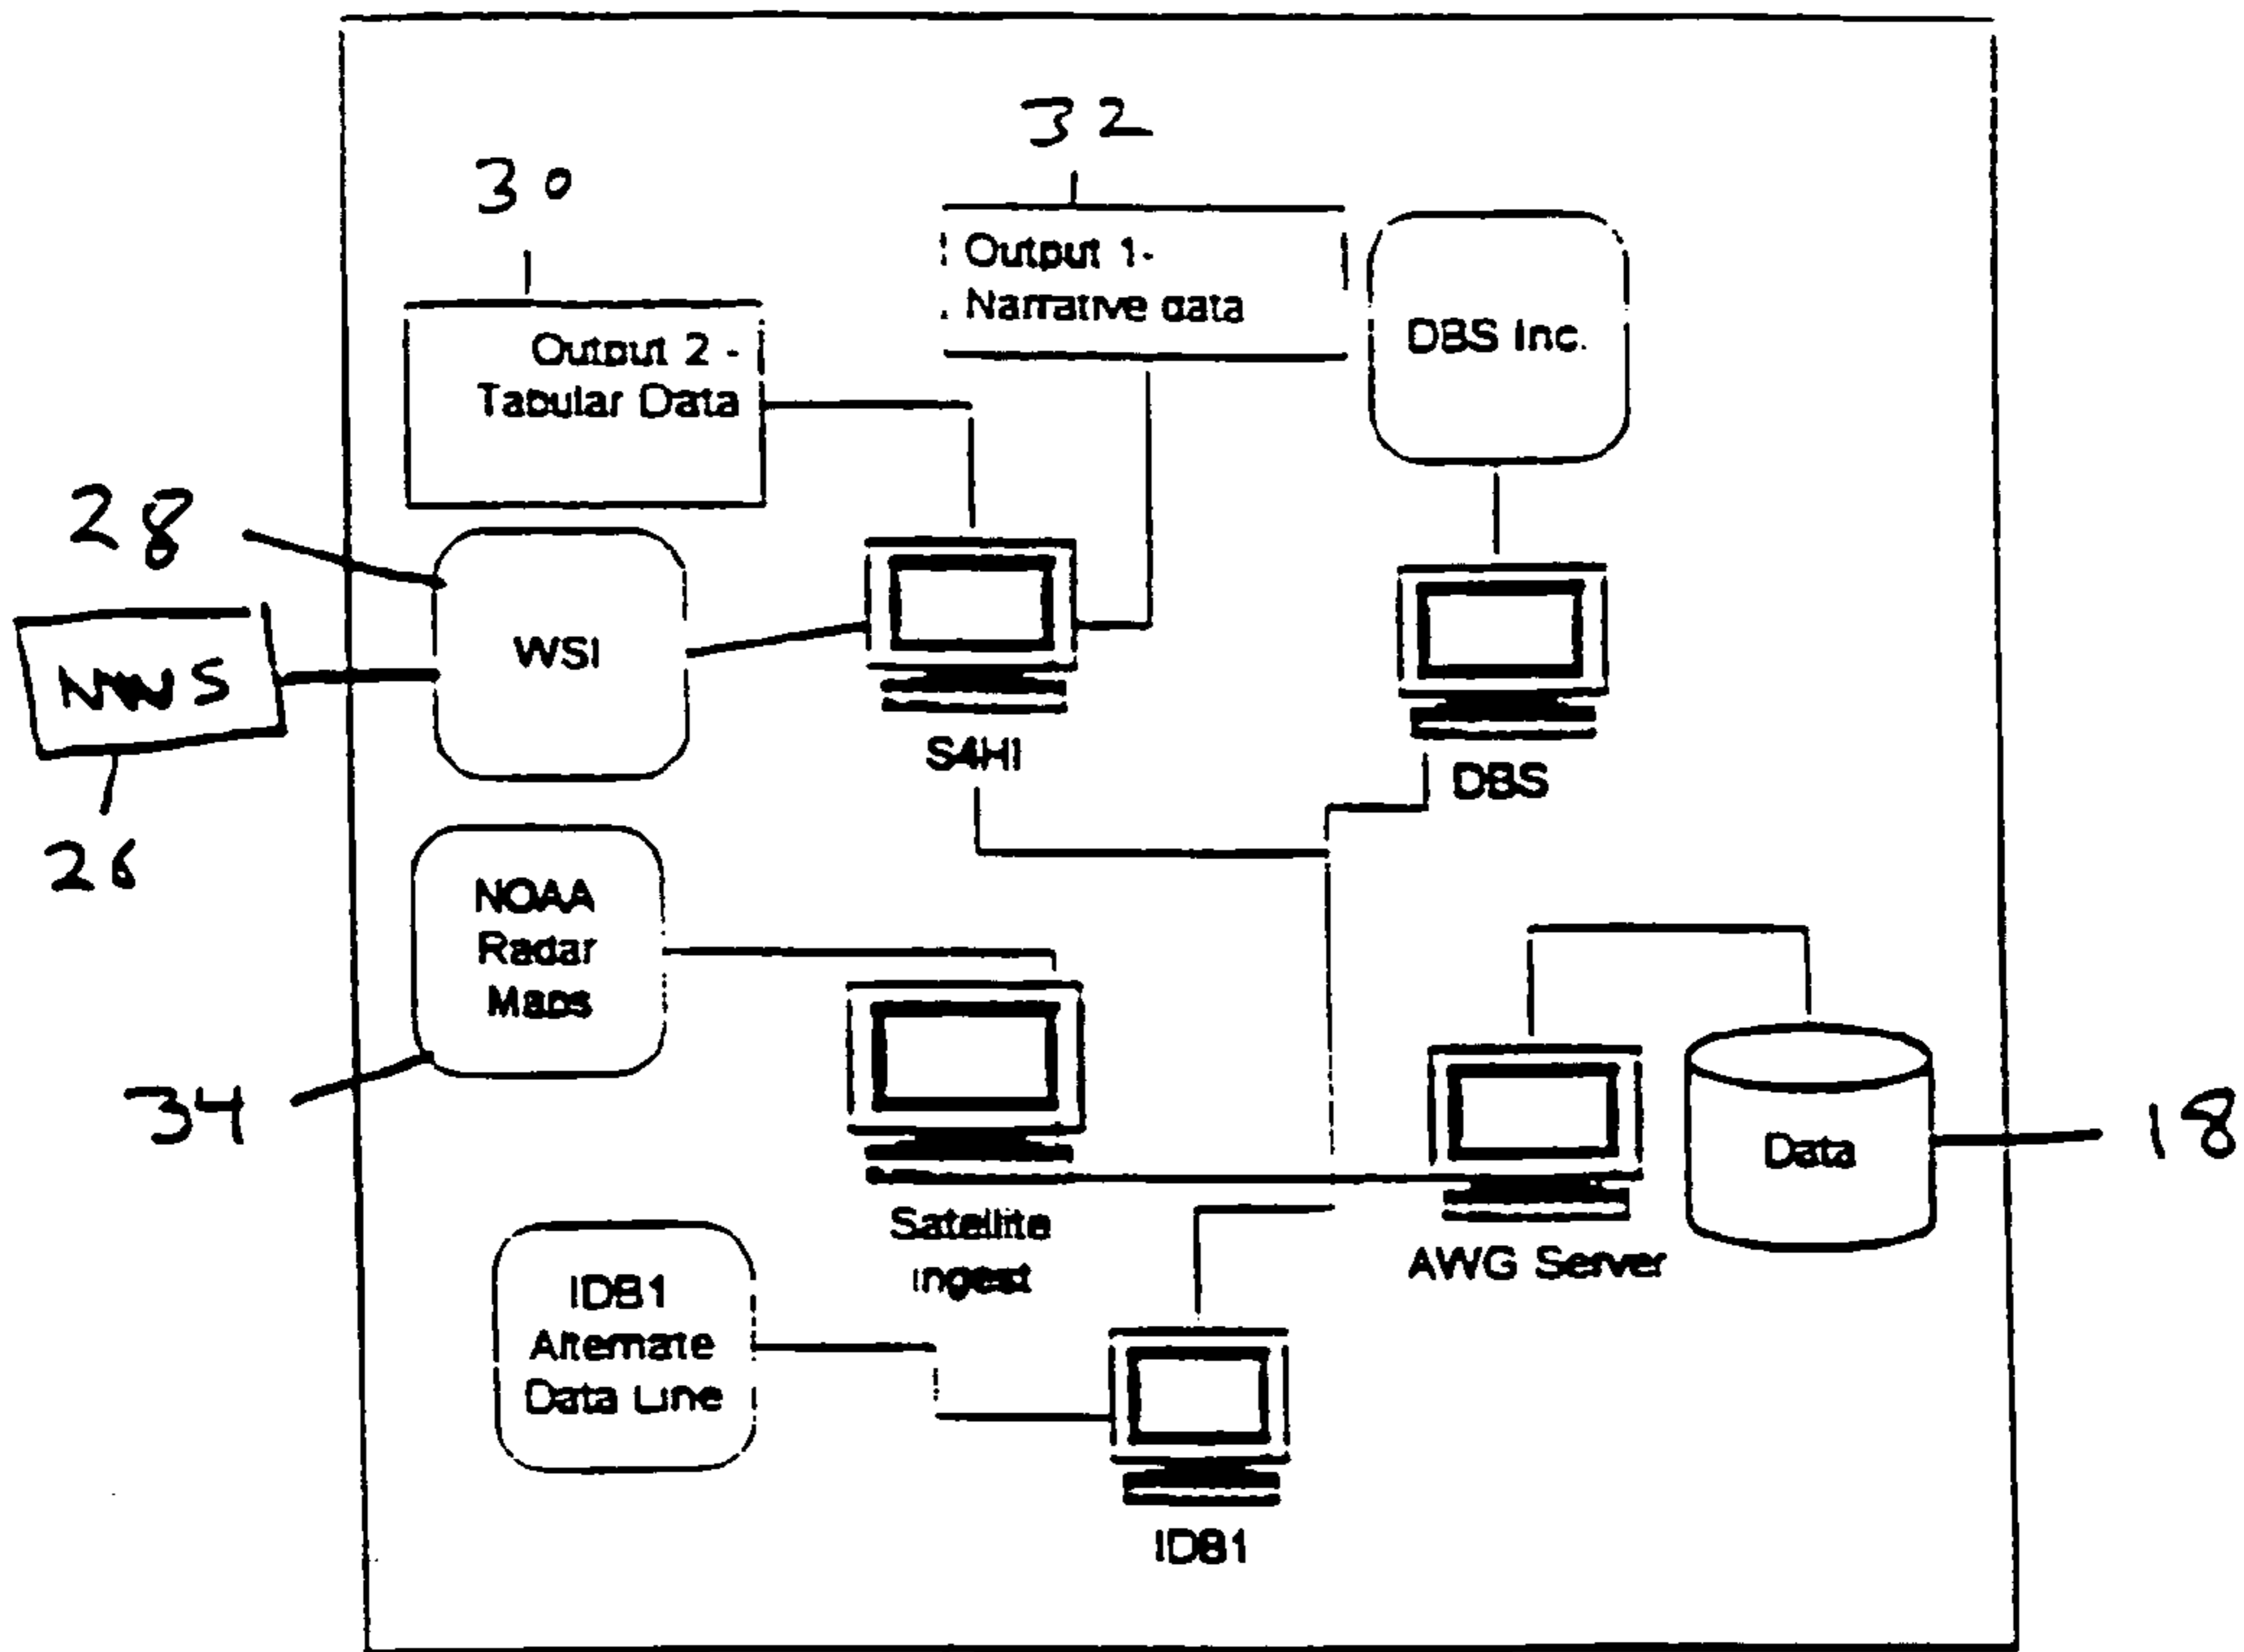 32
30
Output 1-
Narrative data
DBS Inc.
Output 2 -
Tabular Data
28
WSI
NWS
S4HI
DBS
26
NOAA
Radar
Maps
34
Data
18
Satellite
Ingest
AWG Server
IDB1
Alternate
Data Line
IDB1